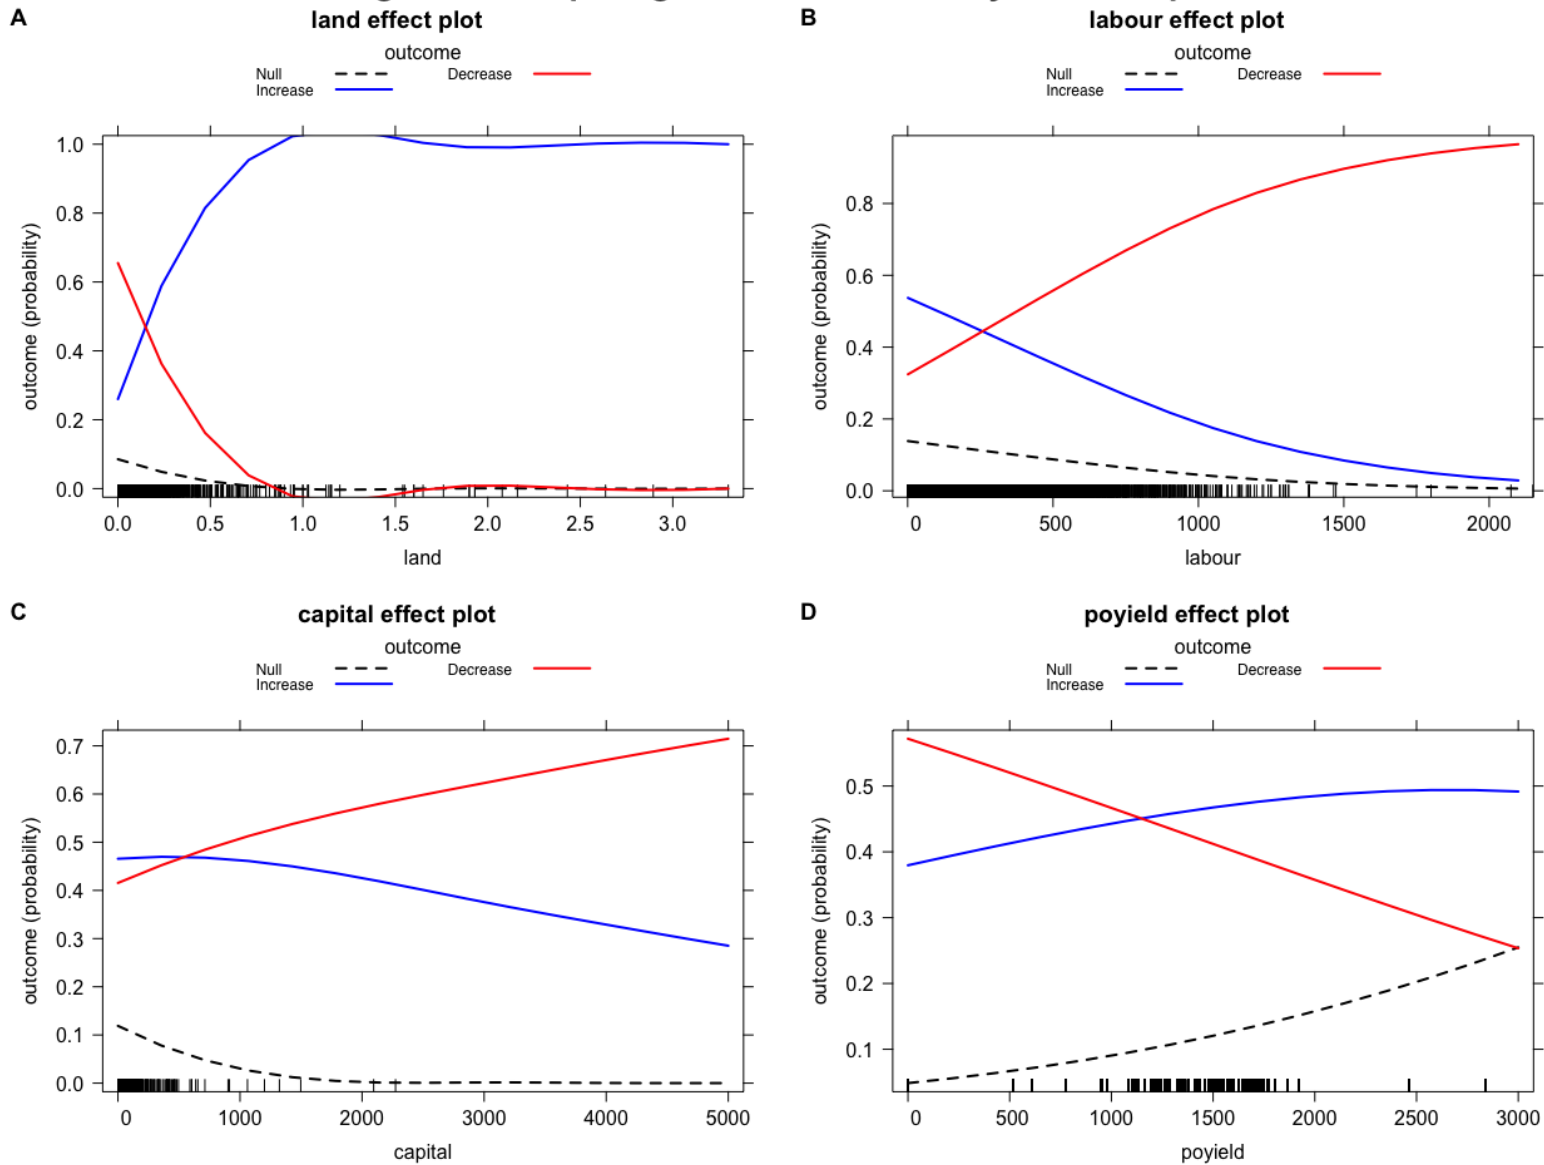 A
land effect plot
outcome
Null Decrease
Increase
1.0
0.8
0.6
0.4
0.2
0.0
outcome (probability)
0.0 0.5 1.0 1.5 2.0 2.5 3.0
land
B
labour effect plot
outcome
Null Decrease
Increase
0.8
0.6
0.4
0.2
0.0
outcome (probability)
0 500 1000 1500 2000
labour
C
capital effect plot
outcome
Null Decrease
Increase
0.7
0.6
0.5
0.4
0.3
0.2
0.1
0.0
outcome (probability)
0 1000 2000 3000 4000 5000
capital
D
poyield effect plot
outcome
Null Decrease
Increase
0.5
0.4
0.3
0.2
0.1
outcome (probability)
0 500 1000 1500 2000 2500 3000
poyield